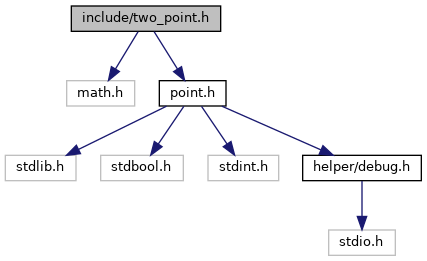 include/two_point.h
math.h
point.h
stdlib.h
stdbool.h
stdint.h
helper/debug.h
stdio.h